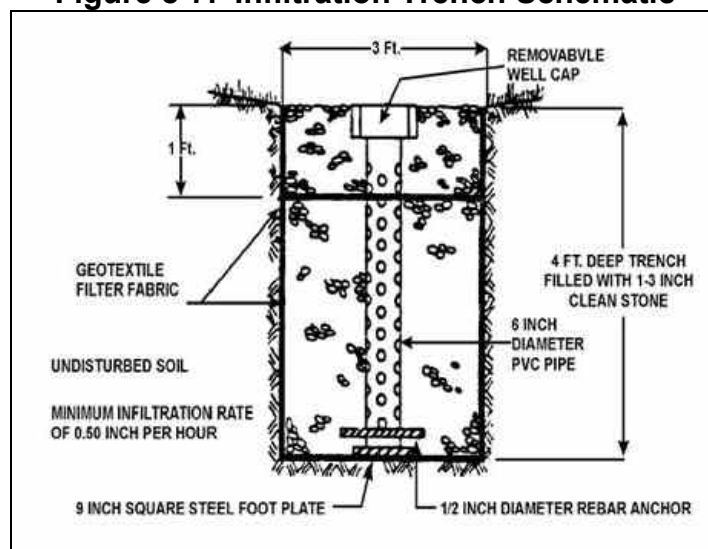 Figure 8-11 Infiltration Trench Schematic
3 Ft.
REMOVABVLE
WELL CAP
1 Ft.
GEOTEXTILE
FILTER FABRIC
4 FT. DEEP TRENCH
FILLED WITH 1-3 INCH
CLEAN STONE
6 INCH
DIAMETER
PVC PIPE
UNDISTURBED SOIL
MINIMUM INFILTRATION RATE
OF 0.50 INCH PER HOUR
9 INCH SQUARE STEEL FOOT PLATE
1/2 INCH DIAMETER REBAR ANCHOR